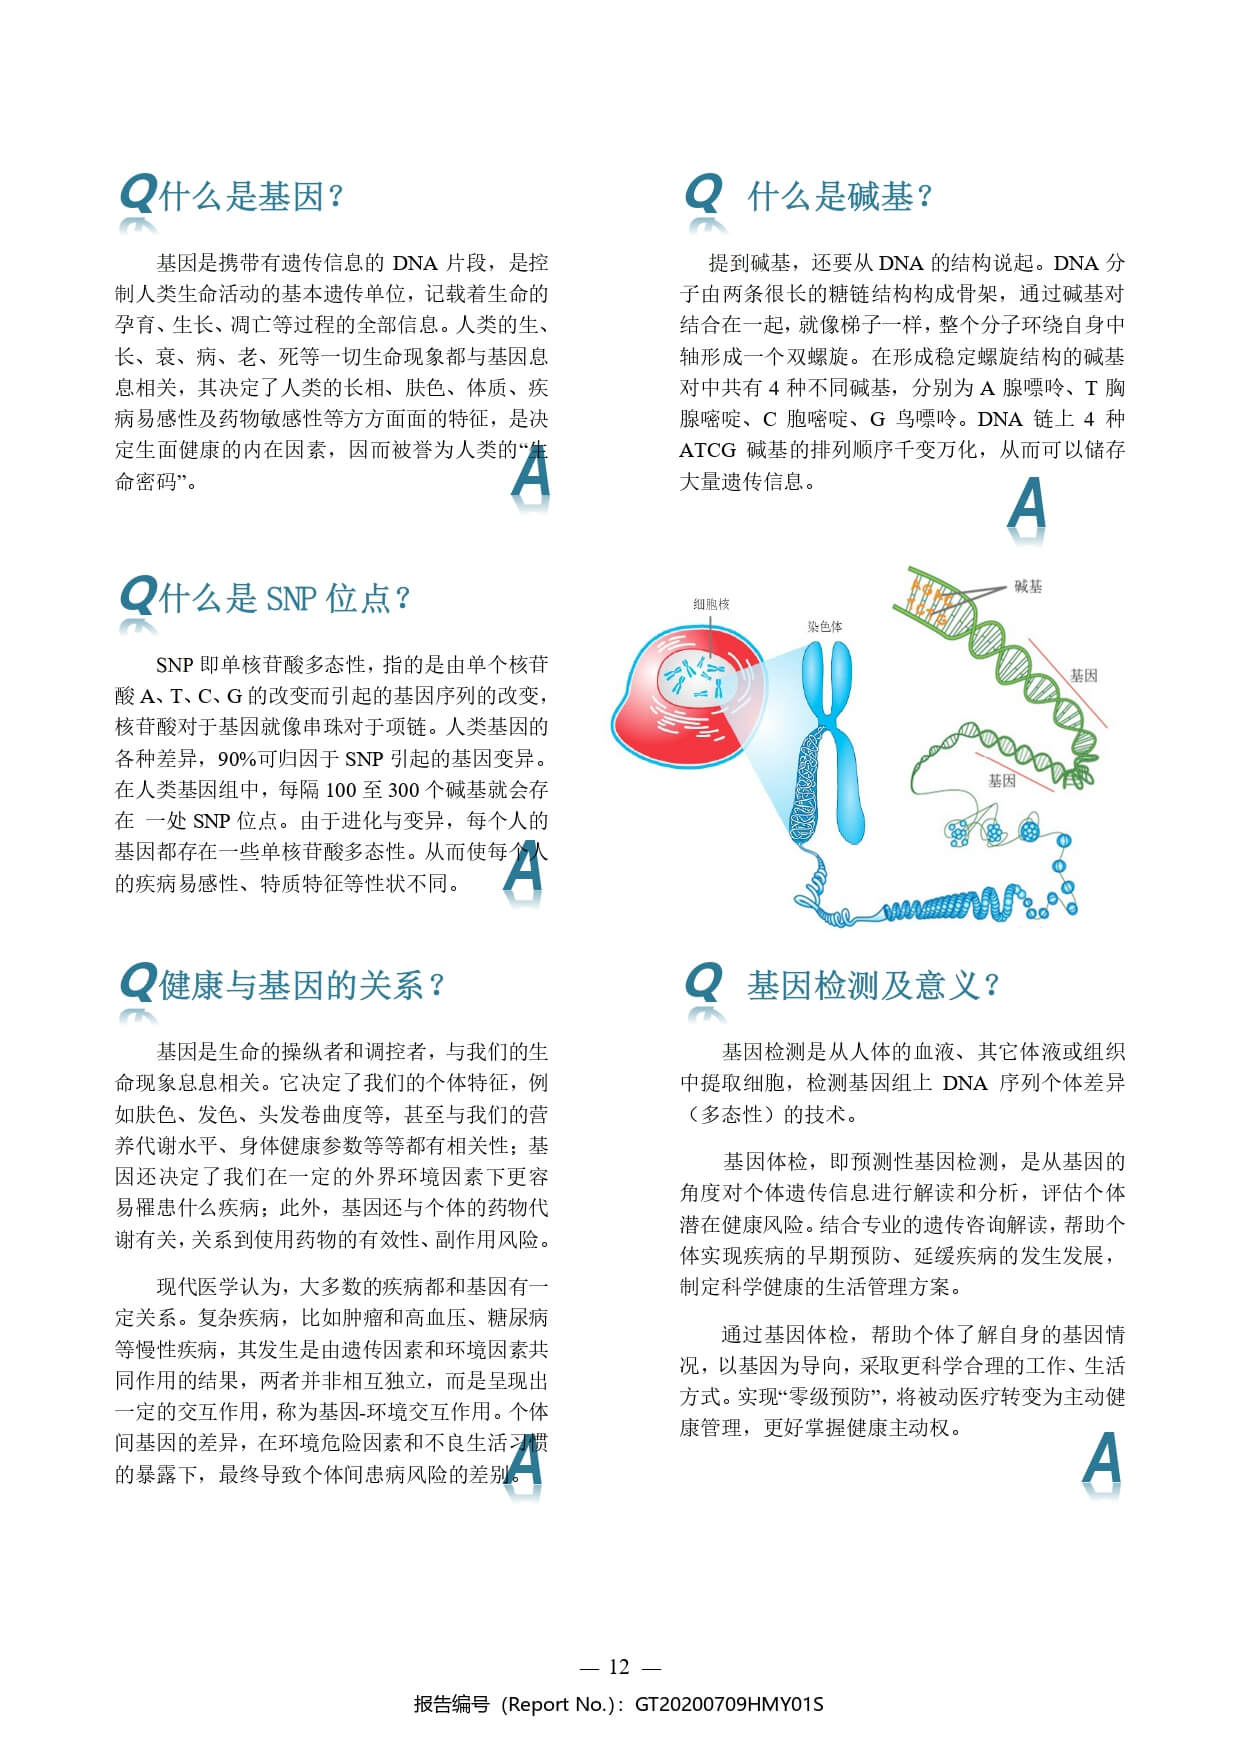 Q什么是基因？
基因是携带有遗传信息的 DNA 片段，是控
制人类生命活动的基本遗传单位，记载着生命的
孕育、生长、凋亡等过程的全部信息。人类的生、
长、衰、病、老、死等一切生命现象都与基因息
息相关，其决定了人类的长相、肤色、体质、疾
病易感性及药物敏感性等方方面面的特征，是决
定生面健康的内在因素，因而被誉为人类的“生
命密码”。
A
Q 什么是碱基？
提到碱基，还要从 DNA 的结构说起。DNA 分
子由两条很长的糖链结构构成骨架，通过碱基对
结合在一起，就像梯子一样，整个分子环绕自身中
轴形成一个双螺旋。在形成稳定螺旋结构的碱基
对中共有 4 种不同碱基，分别为 A 腺嘌呤、T 胸
腺嘧啶、C 胞嘧啶、G 鸟嘌呤。DNA 链上 4 种
ATCG 碱基的排列顺序千变万化，从而可以储存
大量遗传信息。
A
Q什么是 SNP 位点？
SNP 即单核苷酸多态性，指的是由单个核苷
酸 A、T、C、G 的改变而引起的基因序列的改变，
核苷酸对于基因就像串珠对于项链。人类基因的
各种差异，90%可归因于 SNP 引起的基因变异。
在人类基因组中，每隔 100 至 300 个碱基就会存
在 一处 SNP 位点。由于进化与变异，每个人的
基因都存在一些单核苷酸多态性。从而使每个人
的疾病易感性、特质特征等性状不同。
A
细胞核
染色体
AGAC
TCTG
碱基
基因
基因
Q健康与基因的关系？
基因是生命的操纵者和调控者，与我们的生
命现象息息相关。它决定了我们的个体特征，例
如肤色、发色、头发卷曲度等，甚至与我们的营
养代谢水平、身体健康参数等等都有相关性；基
因还决定了我们在一定的外界环境因素下更容
易罹患什么疾病；此外，基因还与个体的药物代
谢有关，关系到使用药物的有效性、副作用风险。
现代医学认为，大多数的疾病都和基因有一
定关系。复杂疾病，比如肿瘤和高血压、糖尿病
等慢性疾病，其发生是由遗传因素和环境因素共
同作用的结果，两者并非相互独立，而是呈现出
一定的交互作用，称为基因-环境交互作用。个体
间基因的差异，在环境危险因素和不良生活习惯
的暴露下，最终导致个体间患病风险的差别。
A
Q 基因检测及意义？
基因检测是从人体的血液、其它体液或组织
中提取细胞，检测基因组上 DNA 序列个体差异
（多态性）的技术。
基因体检，即预测性基因检测，是从基因的
角度对个体遗传信息进行解读和分析，评估个体
潜在健康风险。结合专业的遗传咨询解读，帮助个
体实现疾病的早期预防、延缓疾病的发生发展，
制定科学健康的生活管理方案。
通过基因体检，帮助个体了解自身的基因情
况，以基因为导向，采取更科学合理的工作、生活
方式。实现“零级预防”，将被动医疗转变为主动健
康管理，更好掌握健康主动权。
A
— 12 —
报告编号（Report No.）：GT20200709HMY01S